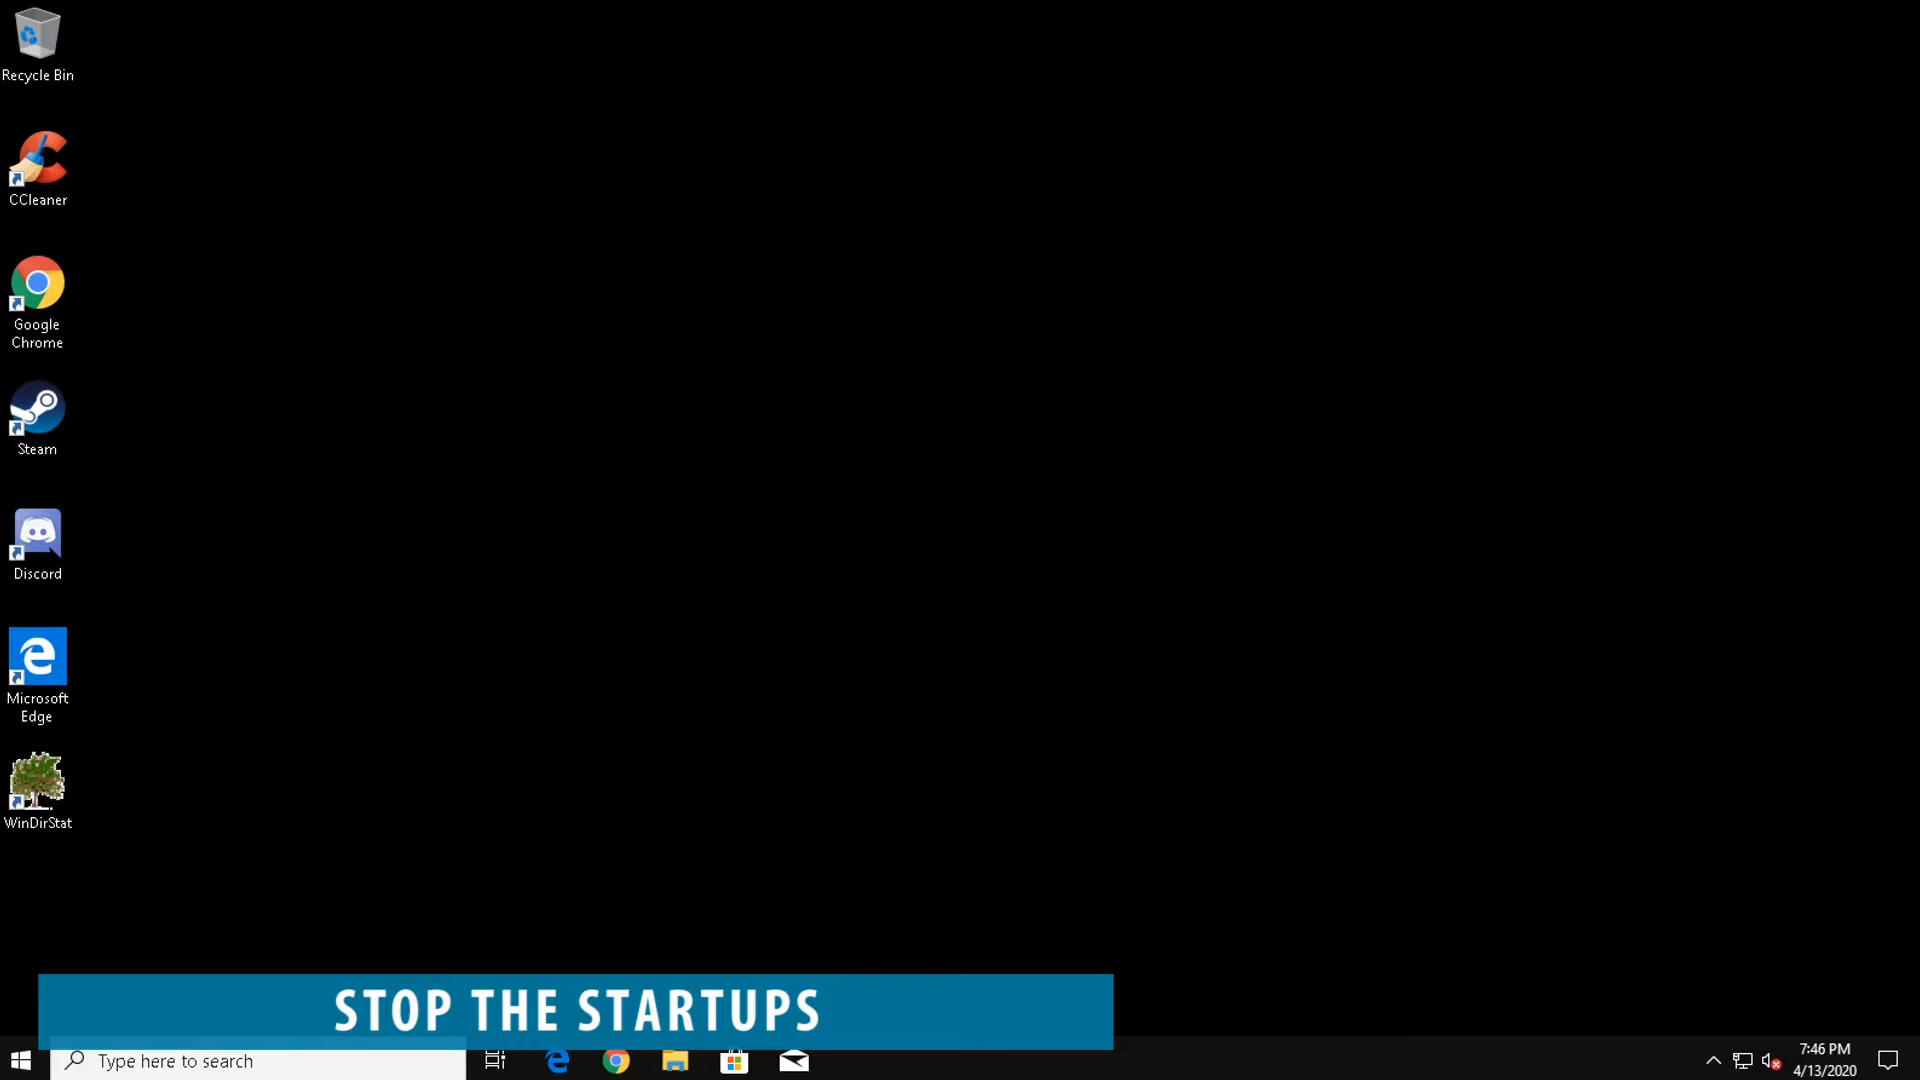 Recycle Bin
CCleaner
Google
Chrome
Steam
Discord
Microsoft
Edge
WinDirStat
STOP THE STARTUPS
Type here to search
7:46 PM
4/13/2020